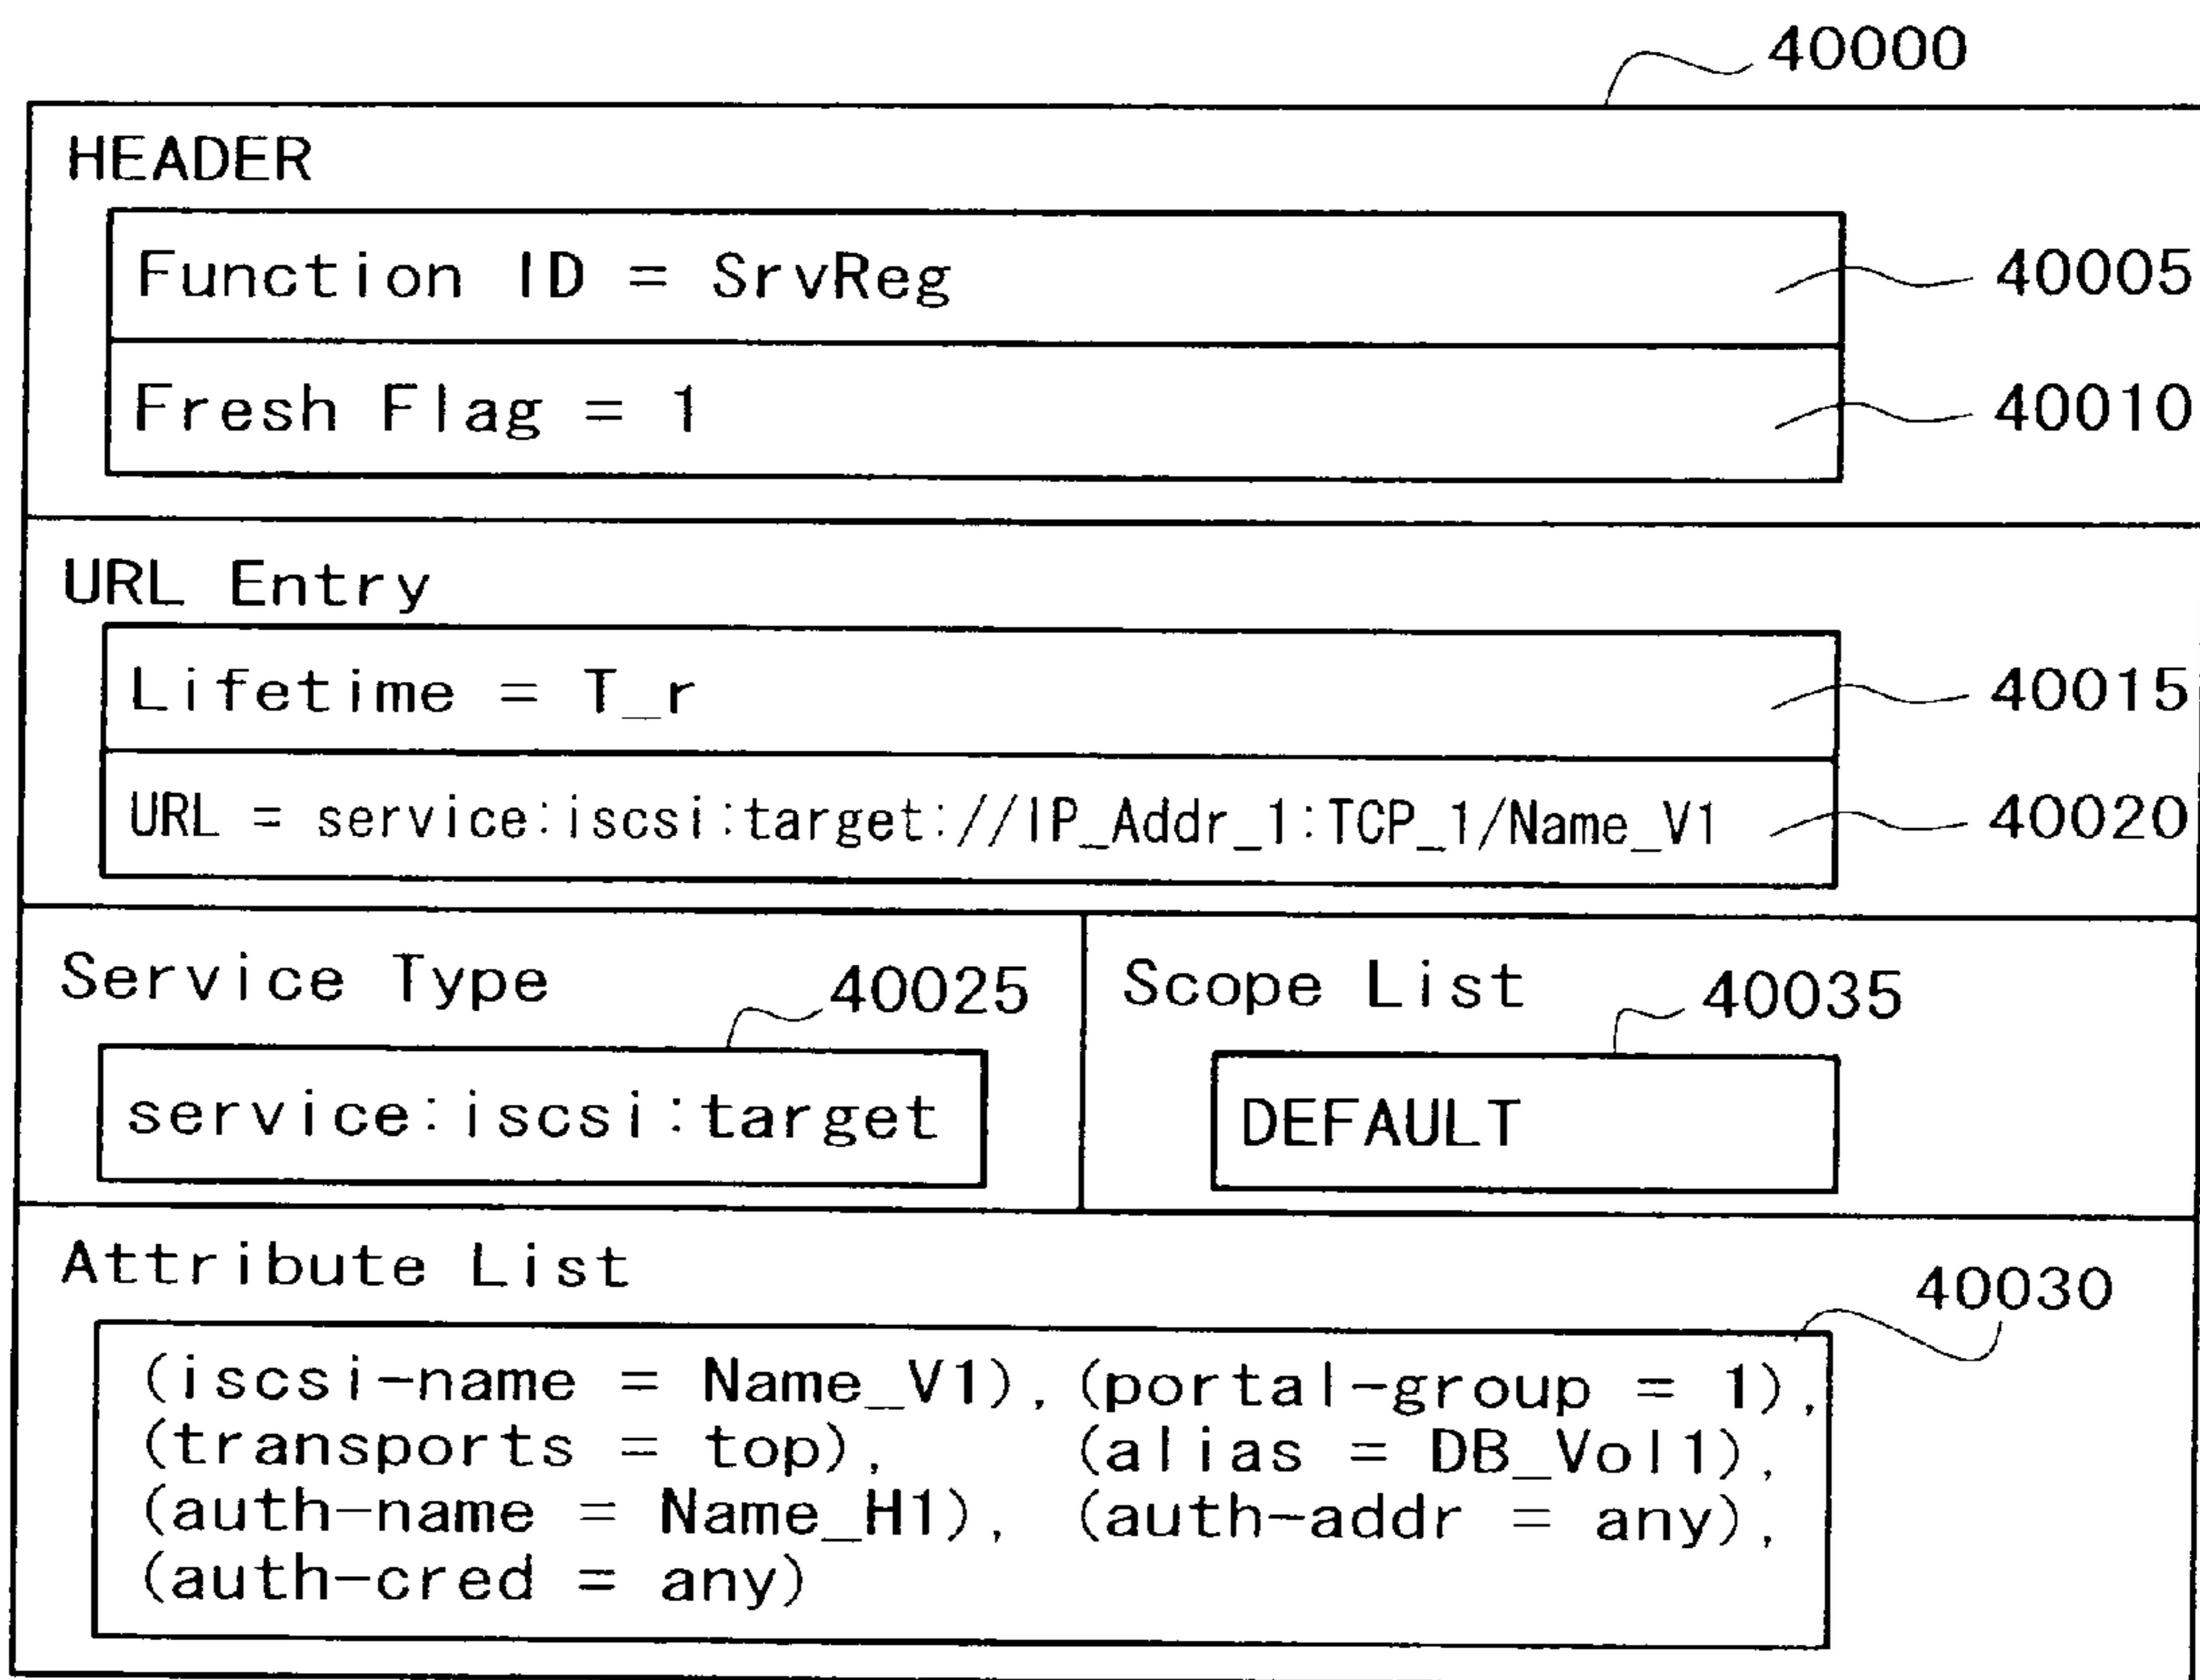 40000
HEADER
Function ID = SrvReg 40005
Fresh Flag = 1 40010
URL Entry
Lifetime = T_r 40015
URL = service:iscsi:target://IP_Addr_1:TCP_1/Name_V1 40020
Service Type 40025
service:iscsi:target
Scope List 40035
DEFAULT
Attribute List
40030
(iscsi-name = Name_V1), (portal-group = 1),
(transports = top), (alias = DB_Vol1),
(auth-name = Name_H1), (auth-addr = any),
(auth-cred = any)